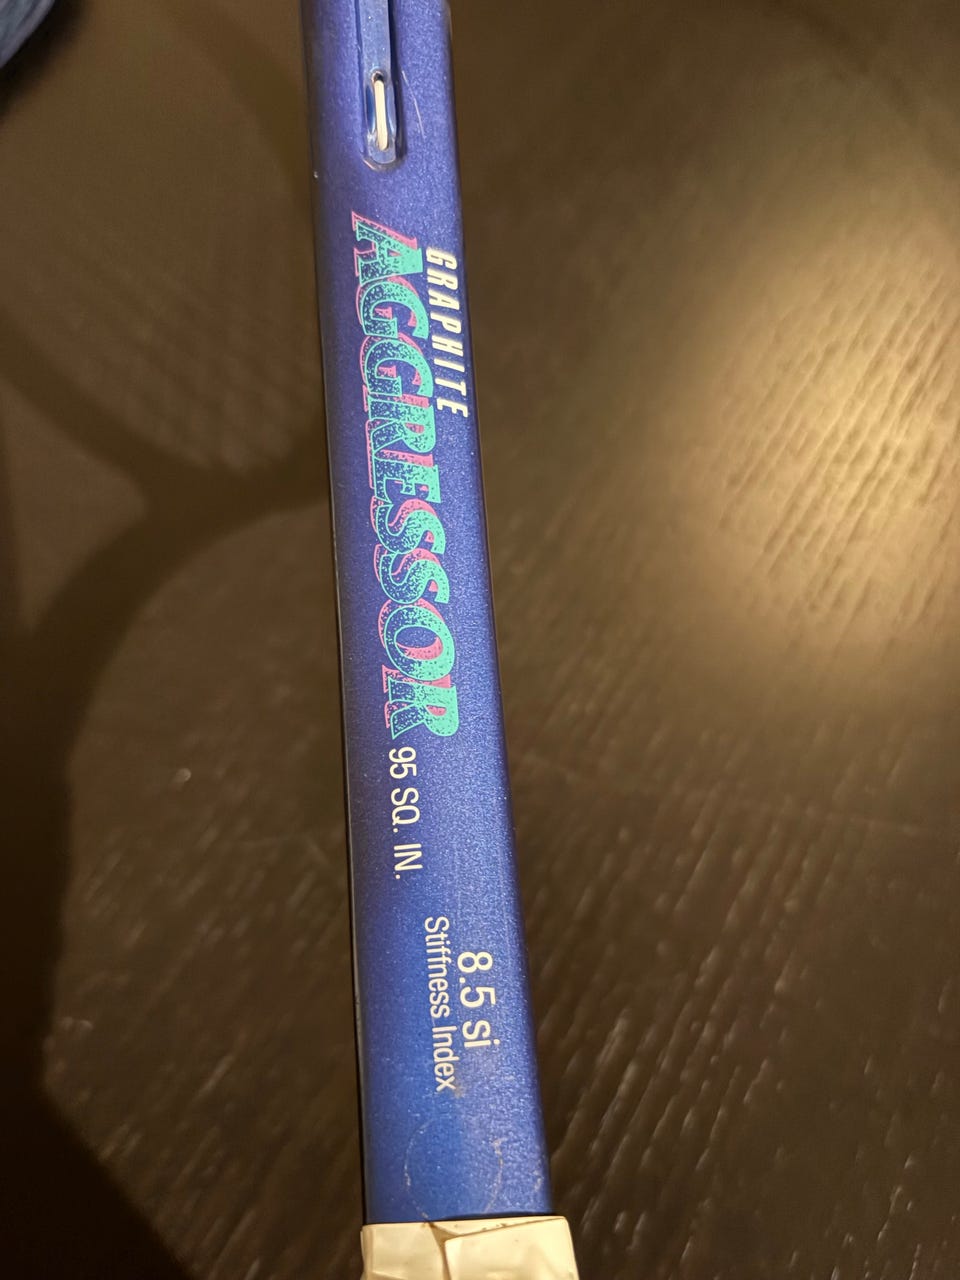 GRAPHITE
AGGRESSOR
95 SQ. IN.
8.5 si
Stiffness Index